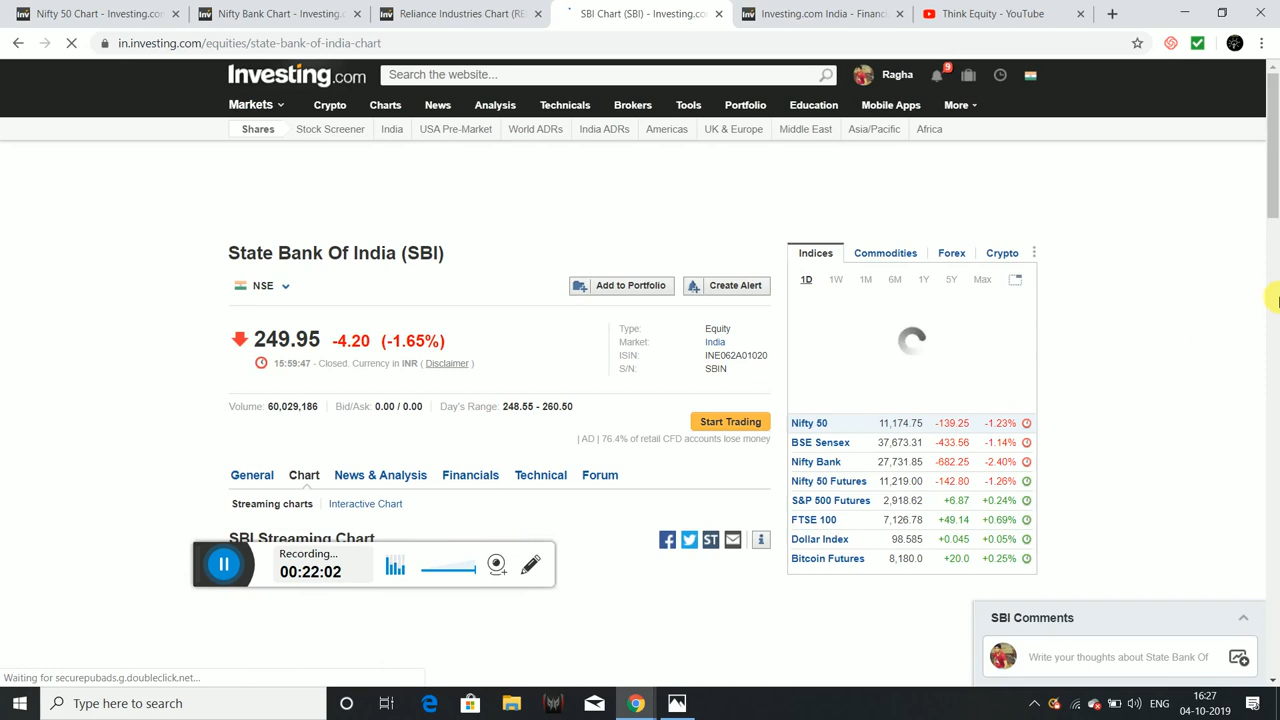 Nifty 50 Chart - Investing.com
Nifty Bank Chart - Investing.c
Reliance Industries Chart (RE
SBI Chart (SBI) - Investing.co
Investing.com India - Financ
Think Equity - YouTube
in.investing.com/equities/state-bank-of-india-chart
Investing.com
Search the website...
Ragha
9
Markets
Crypto
Charts
News
Analysis
Technicals
Brokers
Tools
Portfolio
Education
Mobile Apps
More
Shares
Stock Screener
India
USA Pre-Market
World ADRs
India ADRs
Americas
UK & Europe
Middle East
Asia/Pacific
Africa
State Bank Of India (SBI)
NSE
Add to Portfolio
Create Alert
249.95 -4.20 (-1.65%)
15:59:47 - Closed. Currency in INR ( Disclaimer )
Type: Equity
Market: India
ISIN: INE062A01020
S/N: SBIN
Volume: 60,029,186
Bid/Ask: 0.00 / 0.00
Day's Range: 248.55 - 260.50
Start Trading
| AD | 76.4% of retail CFD accounts lose money
General
Chart
News & Analysis
Financials
Technical
Forum
Streaming charts
Interactive Chart
SBI Streaming Chart
ST
Recording...
00:22:02
Indices
Commodities
Forex
Crypto
1D
1W
1M
6M
1Y
5Y
Max
Nifty 50 11,174.75 -139.25 -1.23%
BSE Sensex 37,673.31 -433.56 -1.14%
Nifty Bank 27,731.85 -682.25 -2.40%
Nifty 50 Futures 11,219.00 -142.80 -1.26%
S&P 500 Futures 2,918.62 +6.87 +0.24%
FTSE 100 7,126.78 +49.14 +0.69%
Dollar Index 98.585 +0.045 +0.05%
Bitcoin Futures 8,180.0 +20.0 +0.25%
SBI Comments
Write your thoughts about State Bank Of
Waiting for securepubads.g.doubleclick.net...
Type here to search
ENG
16:27
04-10-2019